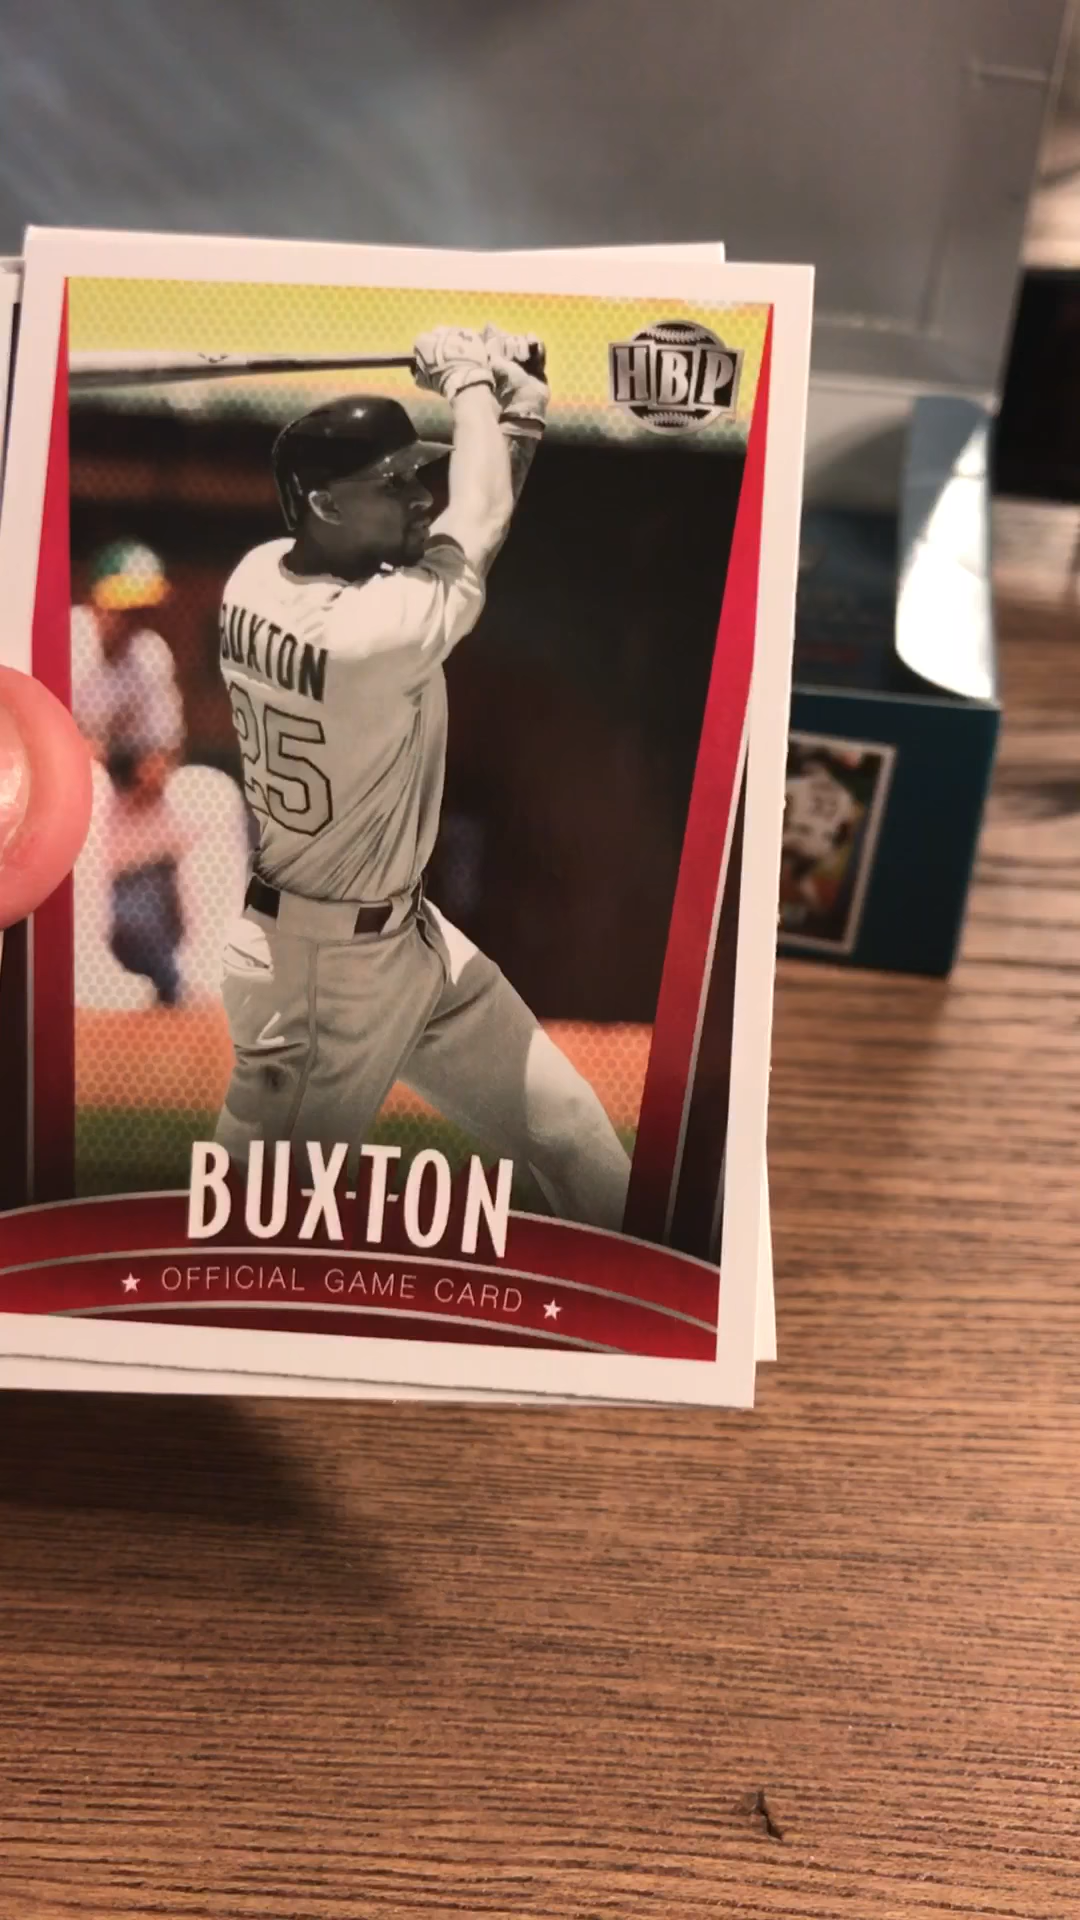 HBP
BUXTON
25
BUXTON
★ OFFICIAL GAME CARD ★